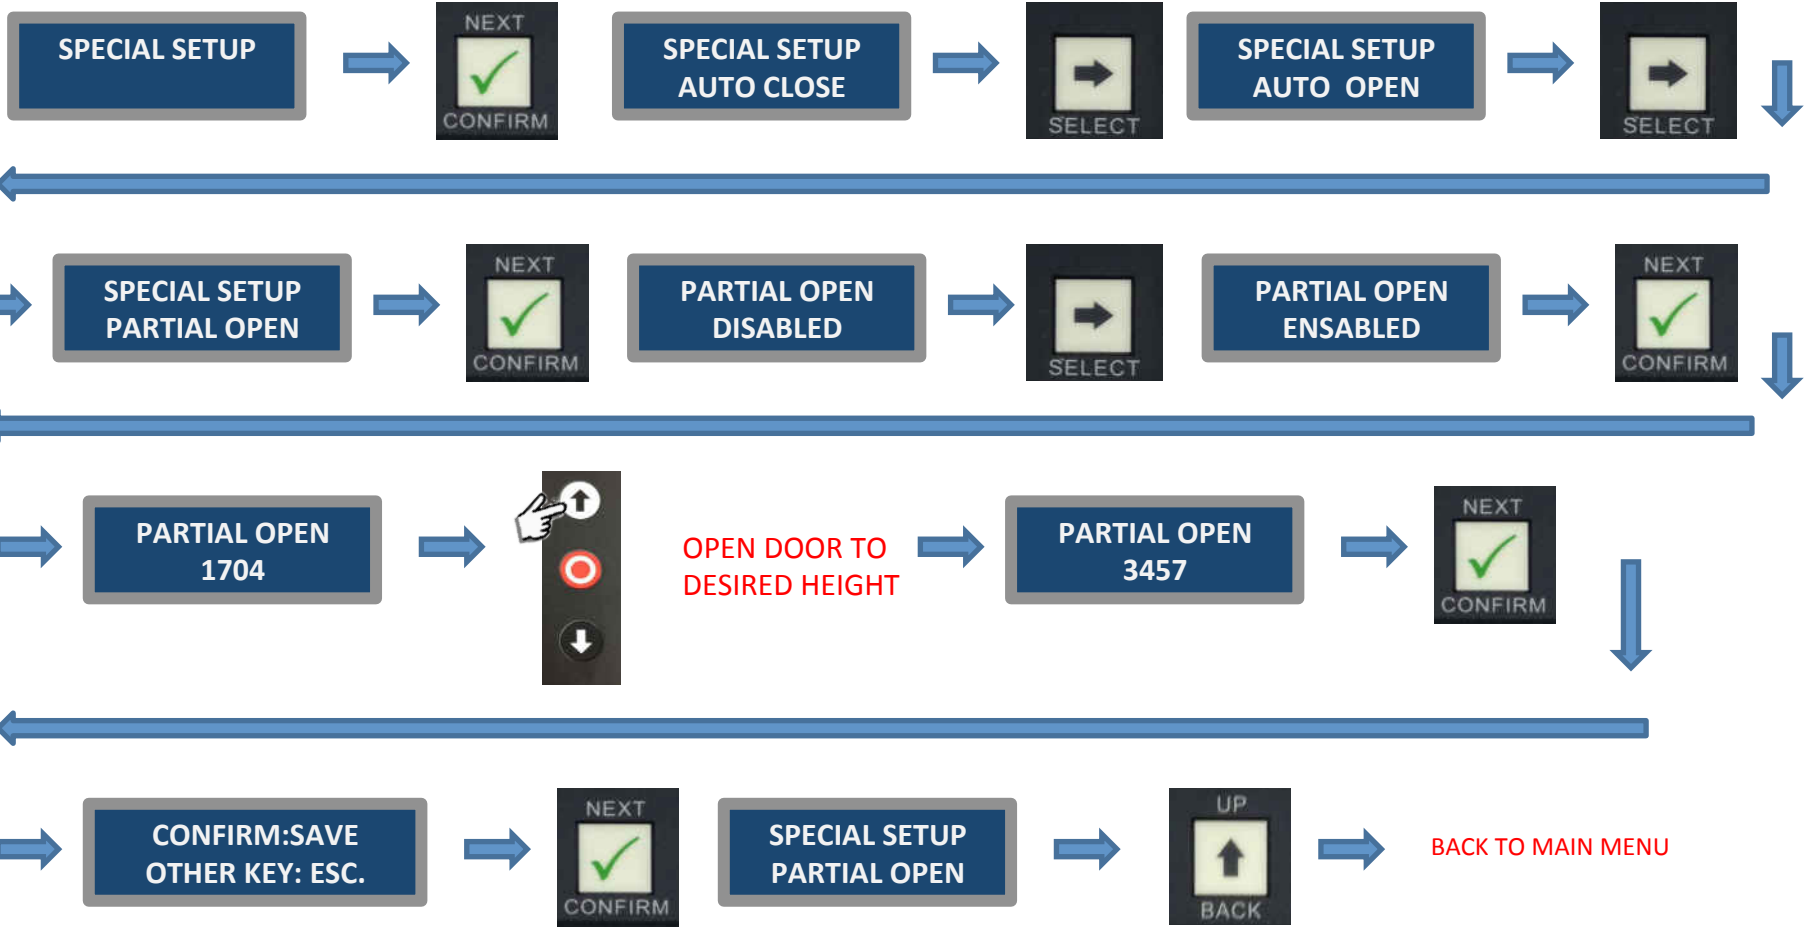 SPECIAL SETUP
NEXT
CONFIRM
SPECIAL SETUP
AUTO CLOSE
SELECT
SPECIAL SETUP
AUTO  OPEN
SELECT
SPECIAL SETUP
PARTIAL OPEN
NEXT
CONFIRM
PARTIAL OPEN
DISABLED
SELECT
PARTIAL OPEN
ENSABLED
NEXT
CONFIRM
PARTIAL OPEN
1704
OPEN DOOR TO
DESIRED HEIGHT
PARTIAL OPEN
3457
NEXT
CONFIRM
CONFIRM:SAVE
OTHER KEY: ESC.
NEXT
CONFIRM
SPECIAL SETUP
PARTIAL OPEN
UP
BACK
BACK TO MAIN MENU